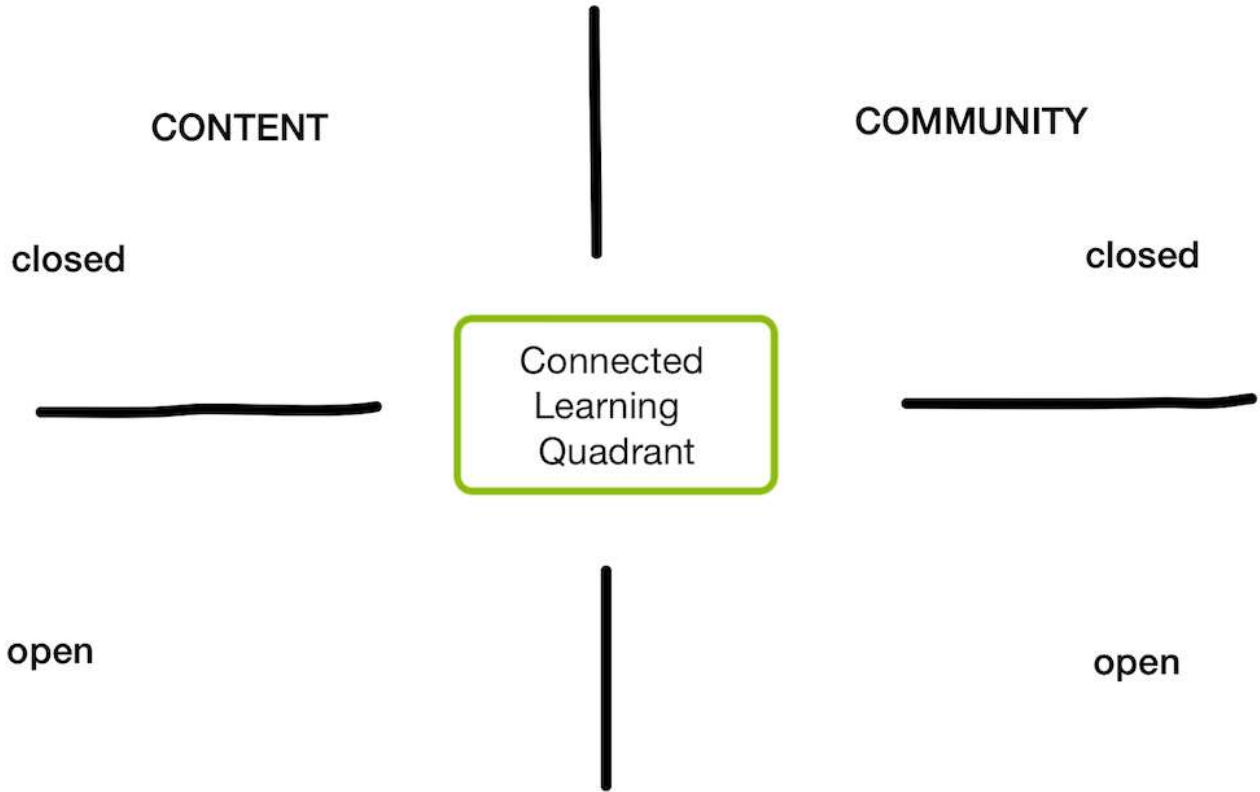 CONTENT
COMMUNITY
closed
closed
Connected
Learning
Quadrant
open
open